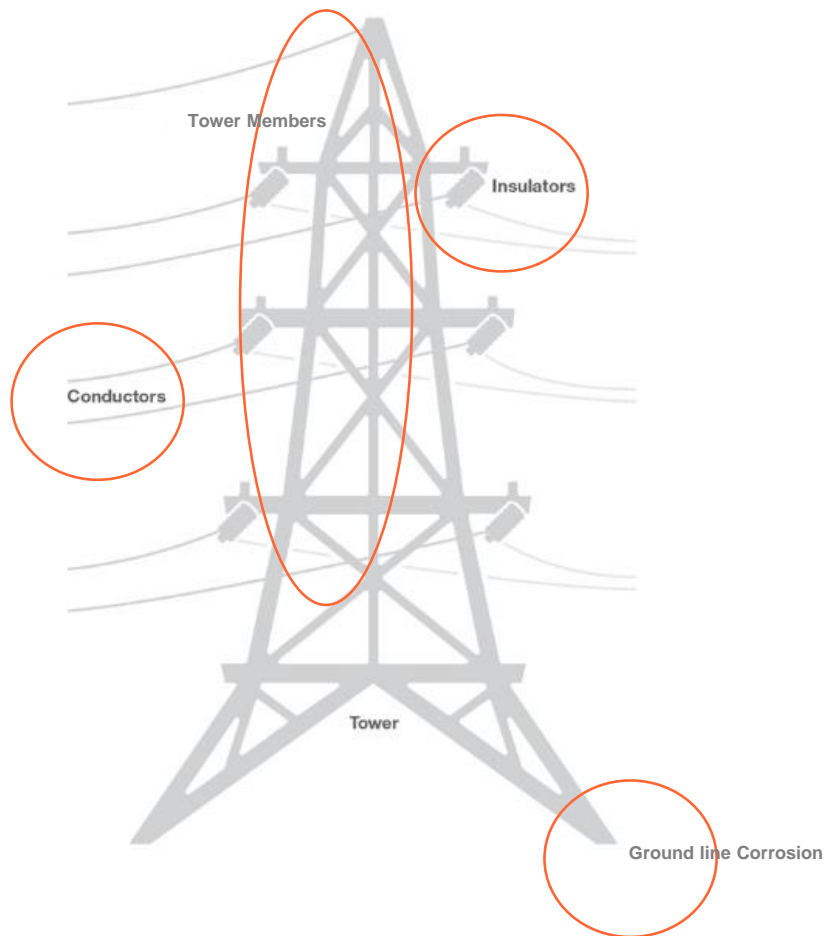 Tower Members
Insulators
Conductors
Tower
Ground line Corrosion